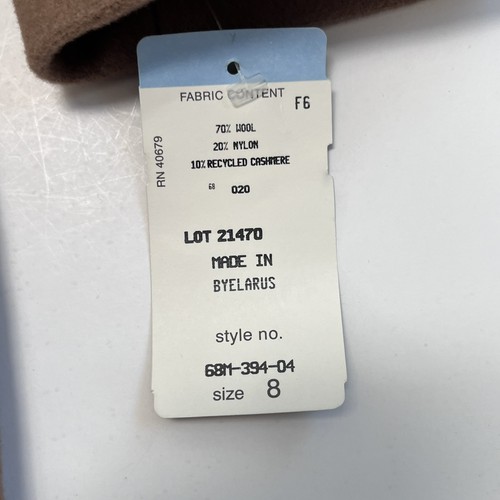 FABRIC CONTENT
F6
70% WOOL
20% NYLON
10% RECYCLED CASHMERE
RN 40679
68 020
LOT 21470
MADE IN
BYELARUS
style no.
68M-394-04
size 8